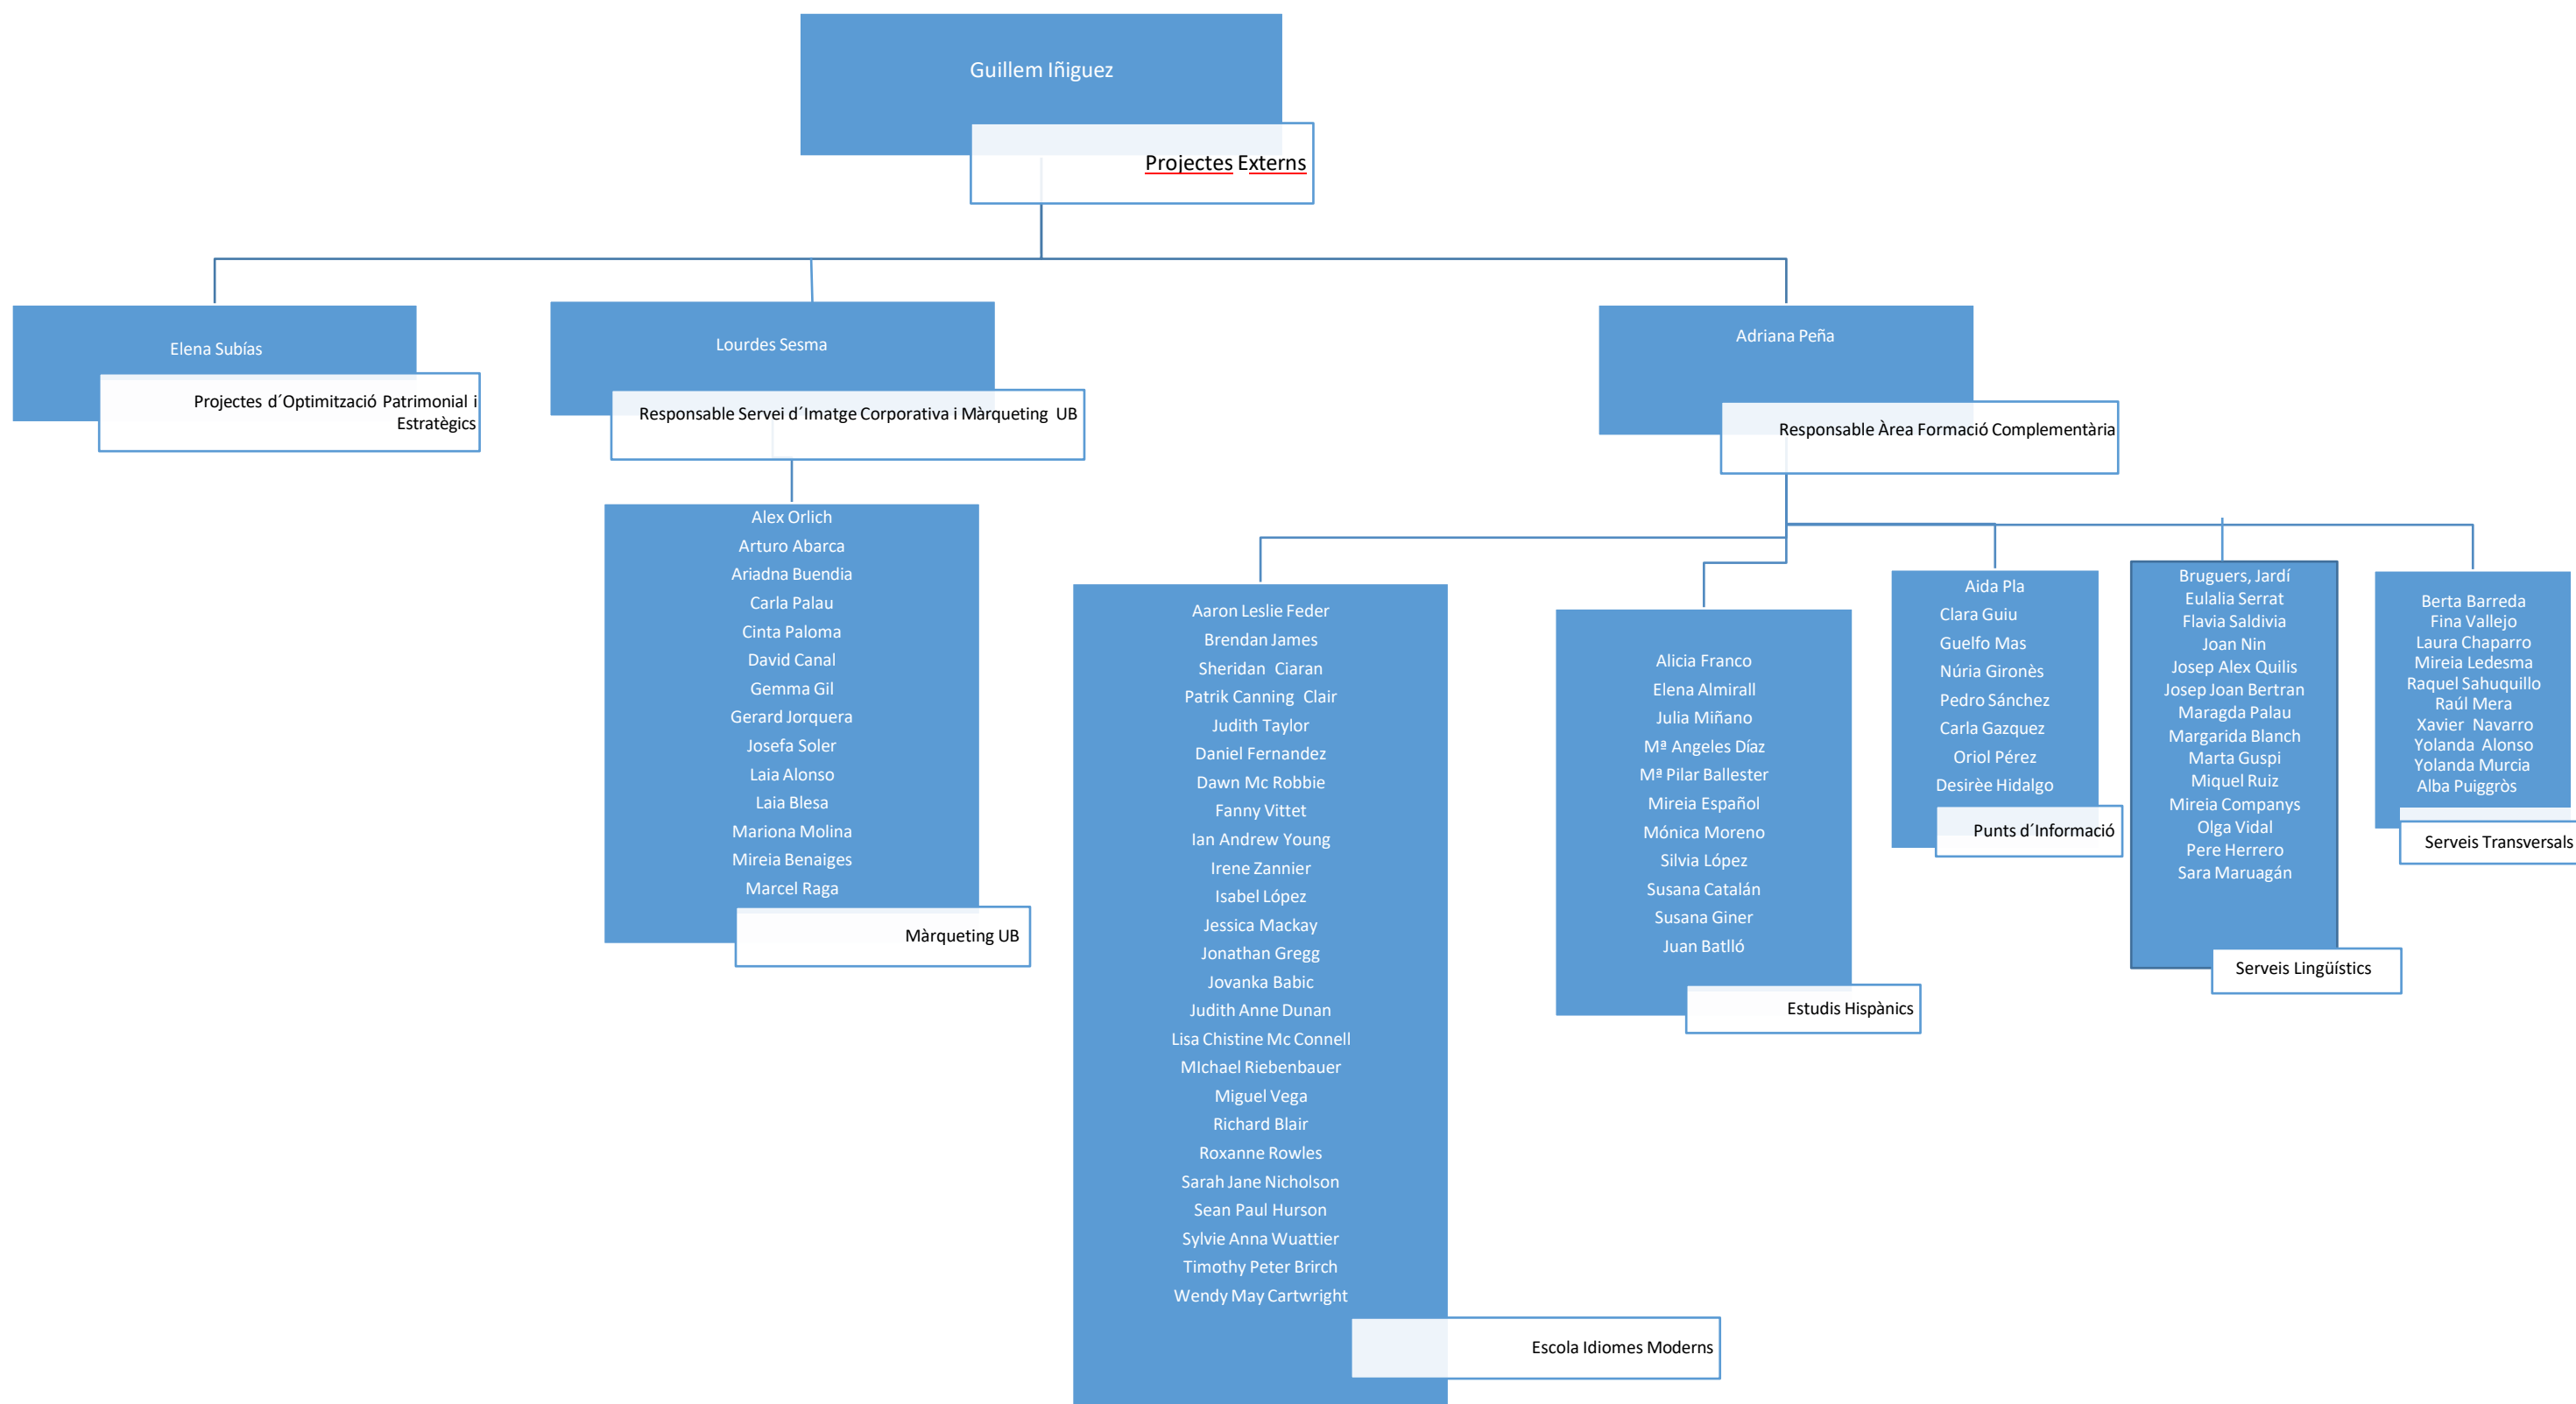 Guillem Iñiguez
Projectes Externs
Elena Subías
Projectes d´Optimització Patrimonial i
Estratègics
Lourdes Sesma
Responsable Servei d´Imatge Corporativa i Màrqueting UB
Adriana Peña
Responsable Àrea Formació Complementària
Alex Orlich
Arturo Abarca
Ariadna Buendia
Carla Palau
Cinta Paloma
David Canal
Gemma Gil
Gerard Jorquera
Josefa Soler
Laia Alonso
Laia Blesa
Mariona Molina
Mireia Benaiges
Marcel Raga
Màrqueting UB
Aaron Leslie Feder
Brendan James
Sheridan Ciaran
Patrik Canning Clair
Judith Taylor
Daniel Fernandez
Dawn Mc Robbie
Fanny Vittet
Ian Andrew Young
Irene Zannier
Isabel López
Jessica Mackay
Jonathan Gregg
Jovanka Babic
Judith Anne Dunan
Lisa Chistine Mc Connell
MIchael Riebenbauer
Miguel Vega
Richard Blair
Roxanne Rowles
Sarah Jane Nicholson
Sean Paul Hurson
Sylvie Anna Wuattier
Timothy Peter Brirch
Wendy May Cartwright
Escola Idiomes Moderns
Alicia Franco
Elena Almirall
Julia Miñano
Mª Angeles Díaz
Mª Pilar Ballester
Mireia Español
Mónica Moreno
Silvia López
Susana Catalán
Susana Giner
Juan Batlló
Estudis Hispànics
Aida Pla
Clara Guiu
Guelfo Mas
Núria Gironès
Pedro Sánchez
Carla Gazquez
Oriol Pérez
Desirèe Hidalgo
Punts d´Informació
Bruguers, Jardí
Eulalia Serrat
Flavia Saldivia
Joan Nin
Josep Alex Quilis
Josep Joan Bertran
Maragda Palau
Margarida Blanch
Marta Guspi
Miquel Ruiz
Mireia Companys
Olga Vidal
Pere Herrero
Sara Maruagán
Serveis Lingüístics
Berta Barreda
Fina Vallejo
Laura Chaparro
Mireia Ledesma
Raquel Sahuquillo
Raúl Mera
Xavier Navarro
Yolanda Alonso
Yolanda Murcia
Alba Puiggròs
Serveis Transversals